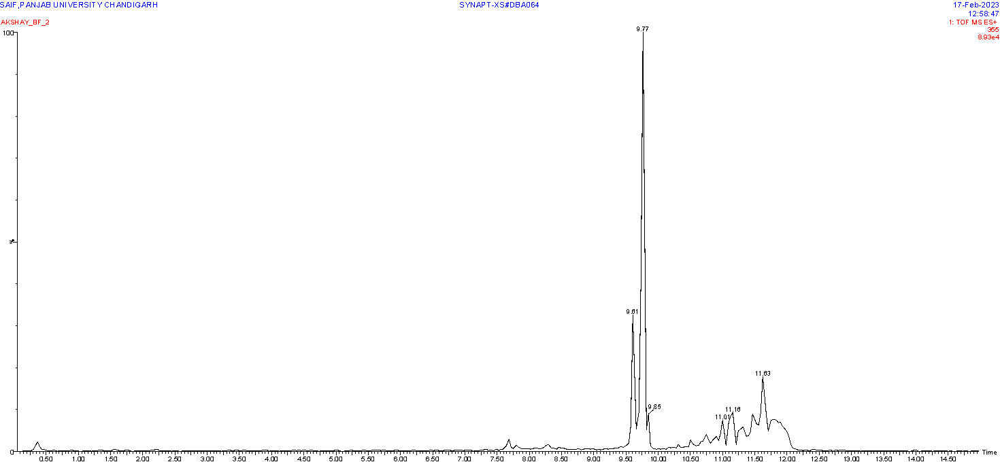 SAIF,PANJAB UNIVERSITY CHANDIGARH
SYNAPT-XS#DBA064
17-Feb-2023
12:58:47
AKSHAY_BF_2
1: TOF MS ES+
355
8.93e4
100
9.77
%
9.61
11.63
9.85
11.16
11.01
0
Time
0.50 1.00 1.50 2.00 2.50 3.00 3.50 4.00 4.50 5.00 5.50 6.00 6.50 7.00 7.50 8.00 8.50 9.00 9.50 10.00 10.50 11.00 11.50 12.00 12.50 13.00 13.50 14.00 14.50